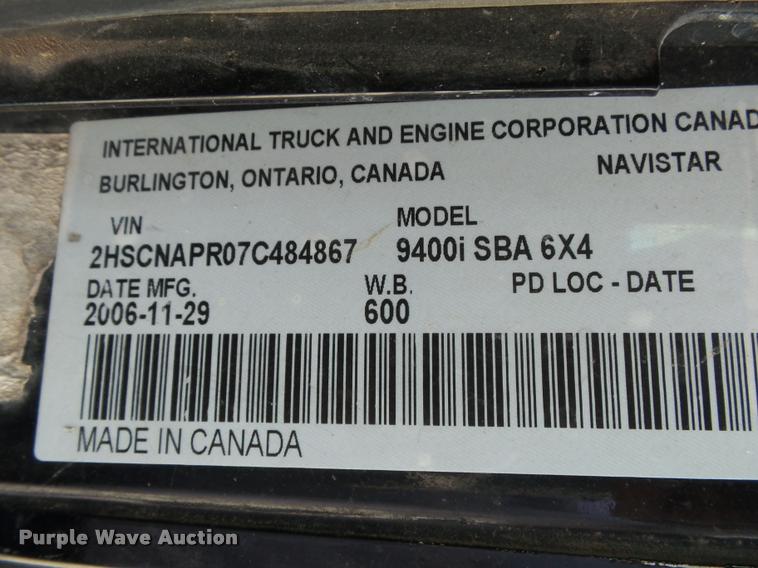 INTERNATIONAL TRUCK AND ENGINE CORPORATION CANAD
BURLINGTON, ONTARIO, CANADA NAVISTAR
VIN MODEL
2HSCNAPR07C484867 9400i SBA 6X4
DATE MFG. W.B. PD LOC - DATE
2006-11-29 600
MADE IN CANADA
Purple Wave Auction